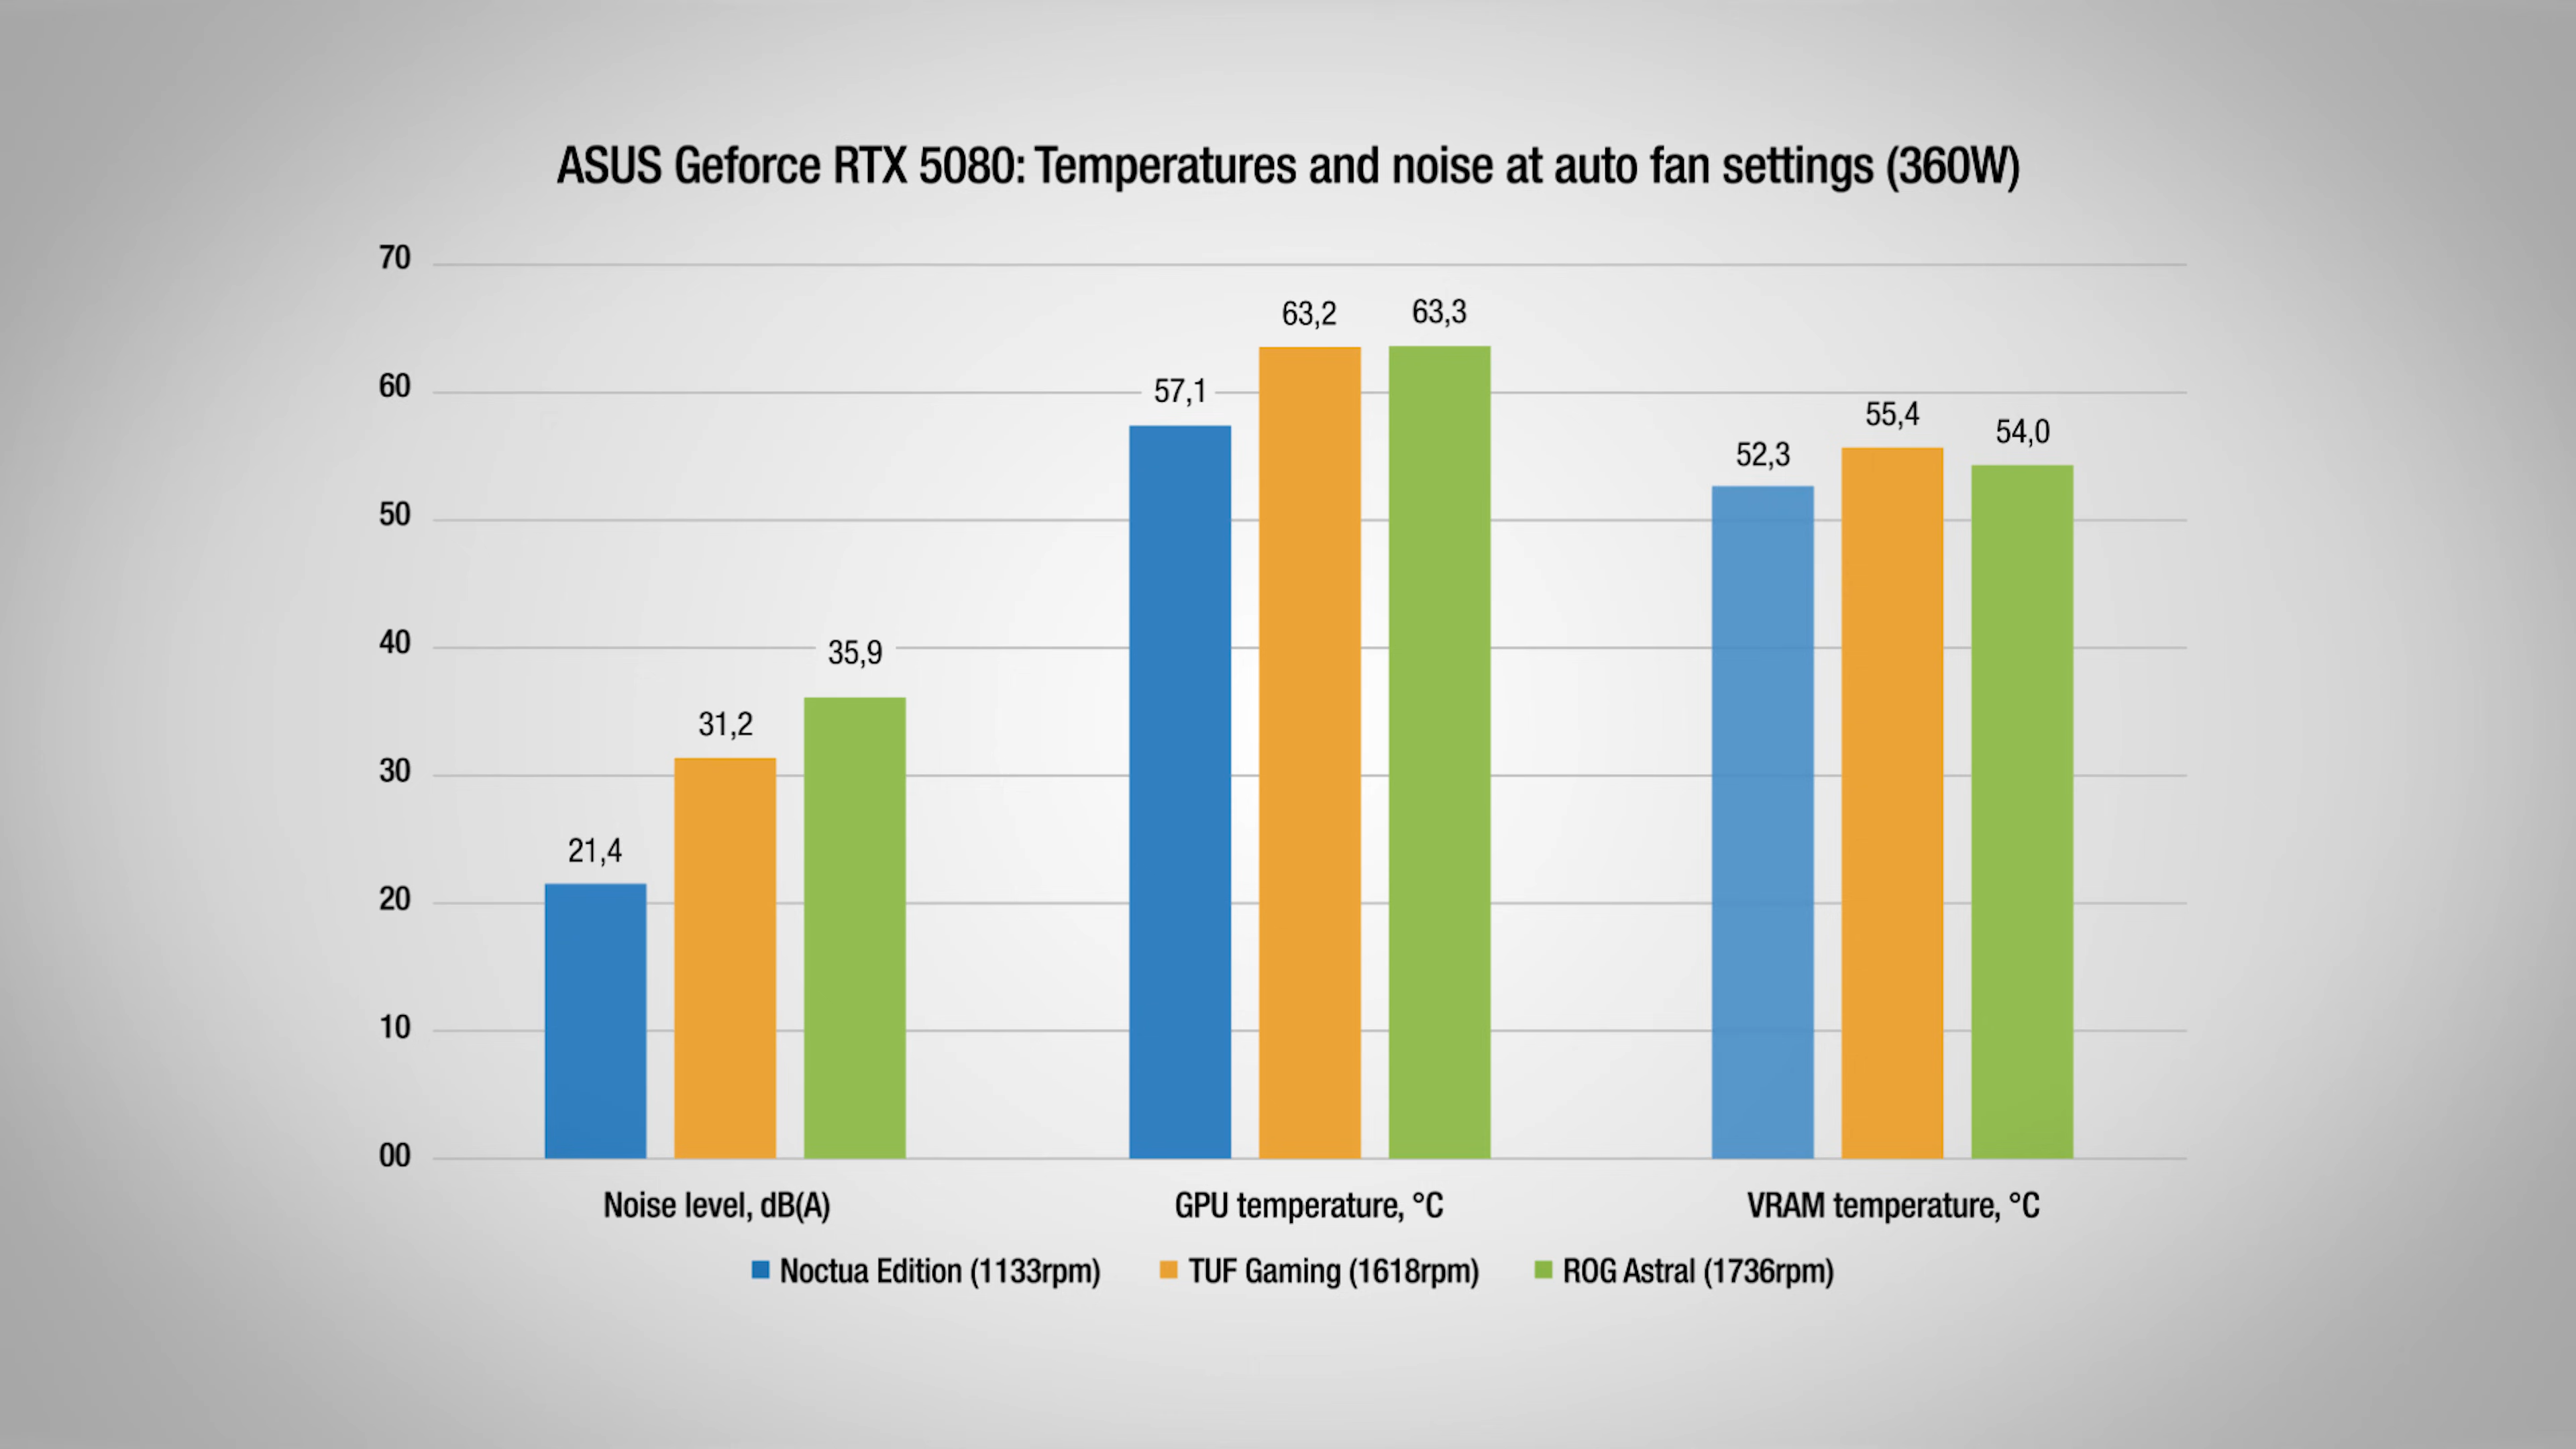 ASUS Geforce RTX 5080: Temperatures and noise at auto fan settings (360W)
70
60
50
40
30
20
10
00
21,4
31,2
35,9
57,1
63,2
63,3
52,3
55,4
54,0
Noise level, dB(A)
GPU temperature, °C
VRAM temperature, °C
Noctua Edition (1133rpm)
TUF Gaming (1618rpm)
ROG Astral (1736rpm)